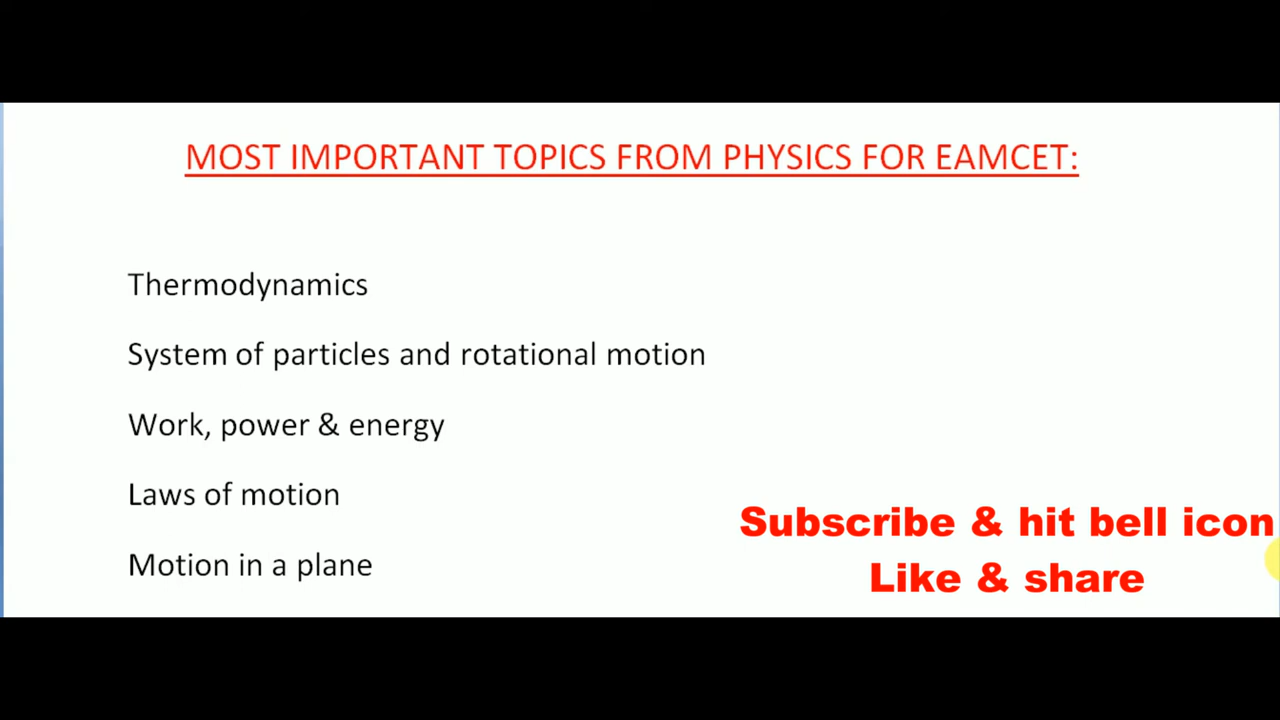 MOST IMPORTANT TOPICS FROM PHYSICS FOR EAMCET:
Thermodynamics
System of particles and rotational motion
Work, power & energy
Laws of motion
Motion in a plane
Subscribe & hit bell icon
Like & share